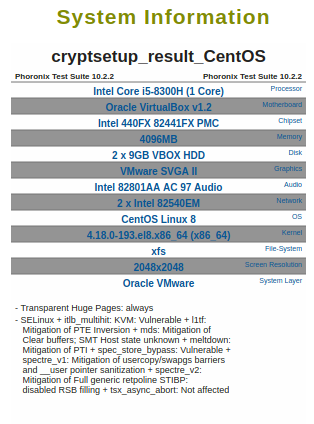 System Information
cryptsetup_result_CentOS
Phoronix Test Suite 10.2.2 Phoronix Test Suite 10.2.2
Intel Core i5-8300H (1 Core) Processor
Oracle VirtualBox v1.2 Motherboard
Intel 440FX 82441FX PMC Chipset
4096MB Memory
2 x 9GB VBOX HDD Disk
VMware SVGA II Graphics
Intel 82801AA AC 97 Audio Audio
2 x Intel 82540EM Network
CentOS Linux 8 OS
4.18.0-193.el8.x86_64 (x86_64) Kernel
xfs File-System
2048x2048 Screen Resolution
Oracle VMware System Layer
- Transparent Huge Pages: always
- SELinux + itlb_multihit: KVM: Vulnerable + l1tf:
Mitigation of PTE Inversion + mds: Mitigation of
Clear buffers; SMT Host state unknown + meltdown:
Mitigation of PTI + spec_store_bypass: Vulnerable +
spectre_v1: Mitigation of usercopy/swapgs barriers
and __user pointer sanitization + spectre_v2:
Mitigation of Full generic retpoline STIBP:
disabled RSB filling + tsx_async_abort: Not affected